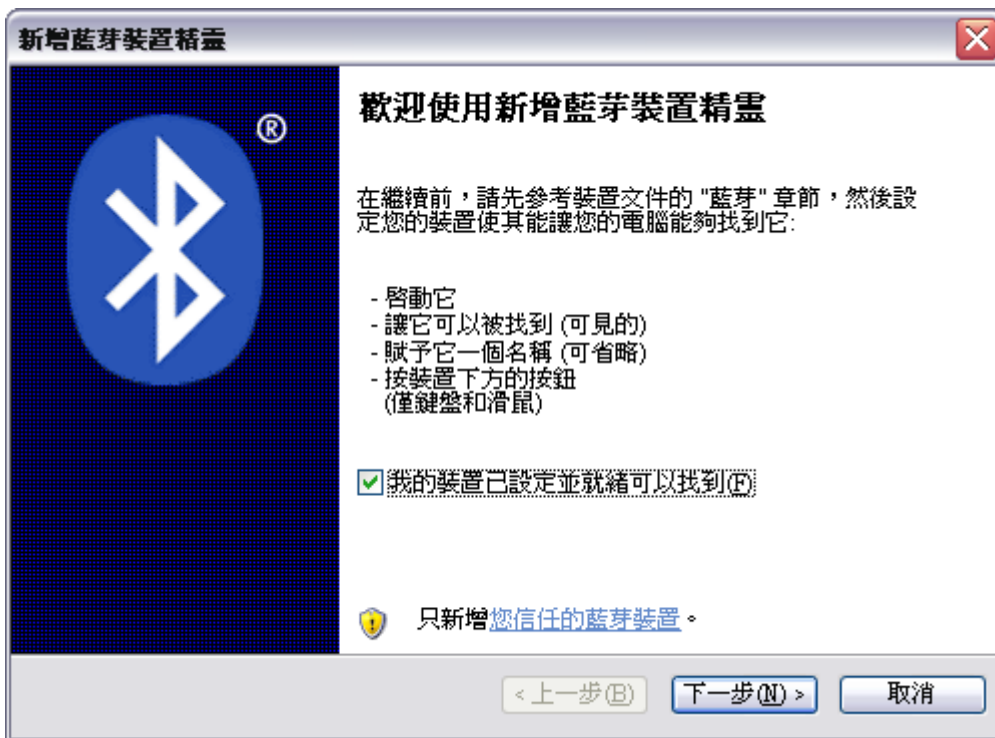 新增藍芽裝置精靈
®
歡迎使用新增藍芽裝置精靈
在繼續前，請先參考裝置文件的 "藍芽" 章節，然後設
定您的裝置使其能讓您的電腦能夠找到它:
- 啓動它
- 讓它可以被找到 (可見的)
- 賦予它一個名稱 (可省略)
- 按裝置下方的按鈕
(僅鍵盤和滑鼠)
我的裝置已設定並就緒可以找到(F)
只新增您信任的藍芽裝置。
< 上一步(B)
下一步(N) >
取消